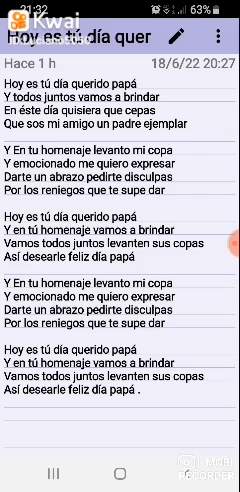 21:32
63%
Kwai
Hoy es tú día quer
Hace 1 h
18/6/22 20:27
Hoy es tú día querido papá
Y todos juntos vamos a brindar
En éste día quisiera que cepas
Que sos mi amigo un padre ejemplar
Y En tu homenaje levanto mi copa
Y emocionado me quiero expresar
Darte un abrazo pedirte disculpas
Por los reniegos que te supe dar
Hoy es tú día querido papá
Y en tú homenaje vamos a brindar
Vamos todos juntos levanten sus copas
Así desearle feliz día papá
Y En tu homenaje levanto mi copa
Y emocionado me quiero expresar
Darte un abrazo pedirte disculpas
Por los reniegos que te supe dar
Hoy es tú día querido papá
Y en tú homenaje vamos a brindar
Vamos todos juntos levanten sus copas
Así desearle feliz día papá .
MOBI
RECORDER